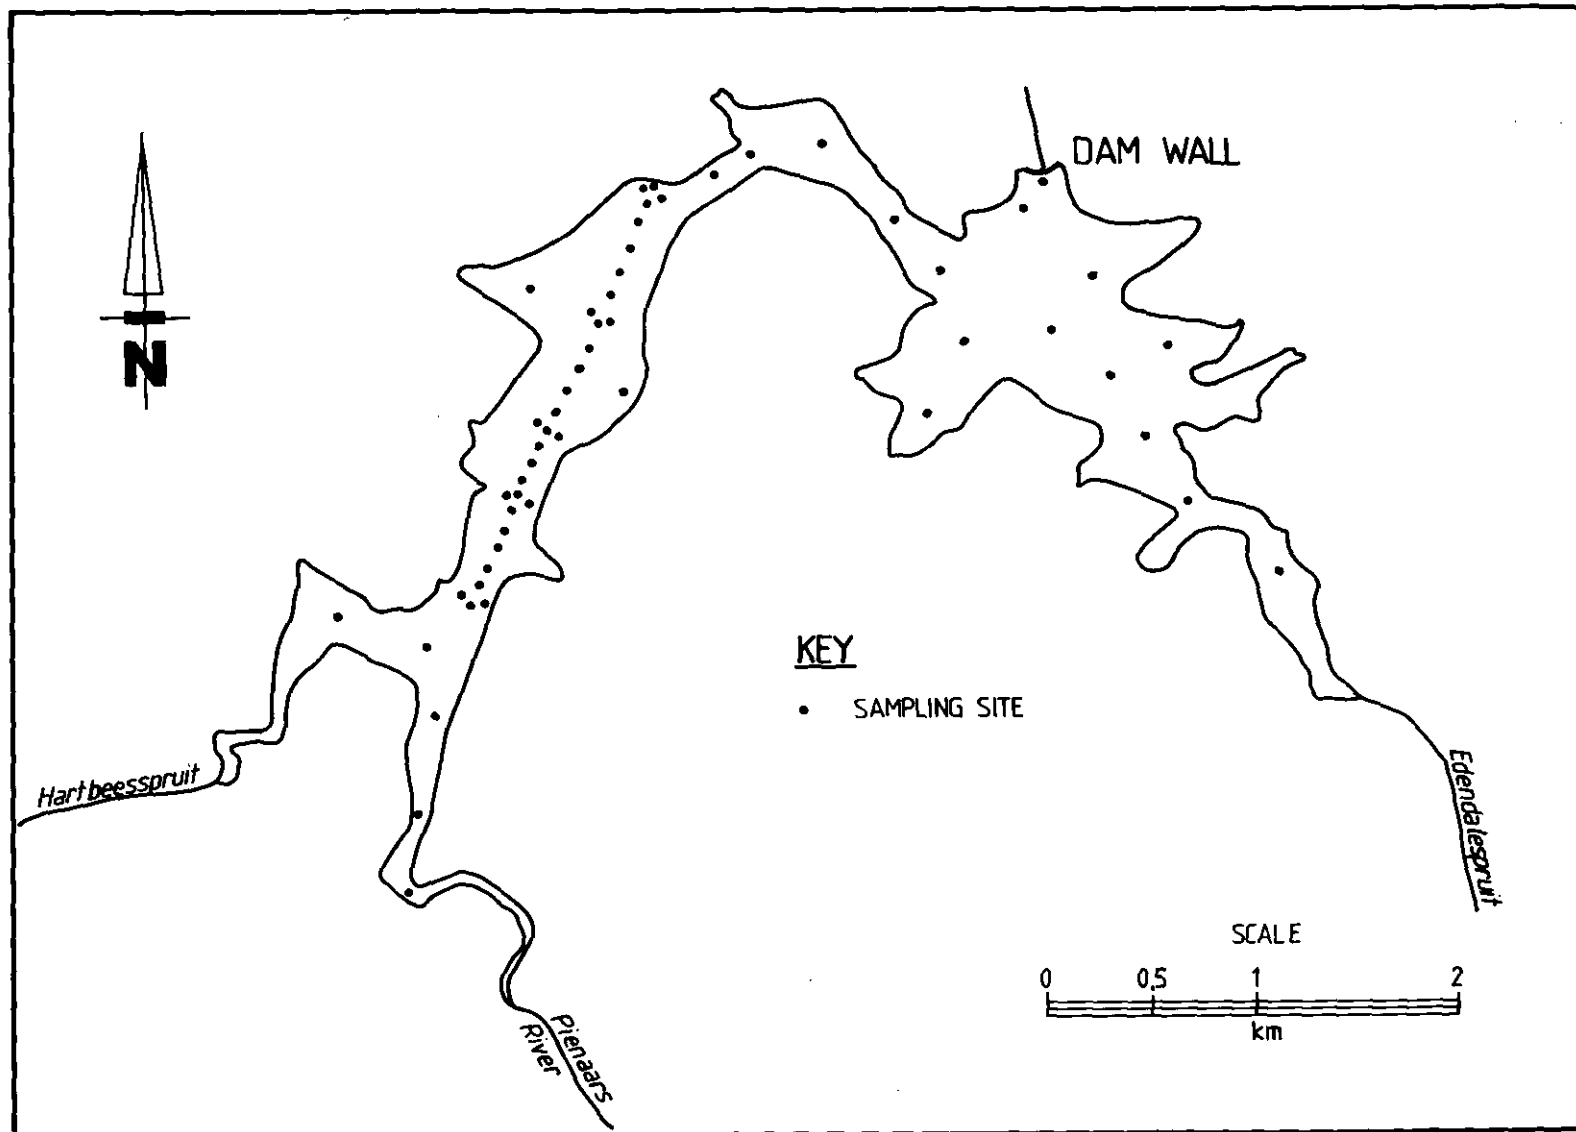 DAM WALL
N
KEY
SAMPLING SITE
Hartbeesspruit
Edendalespruit
SCALE
0 0,5 1 2
km
Pienaars
River